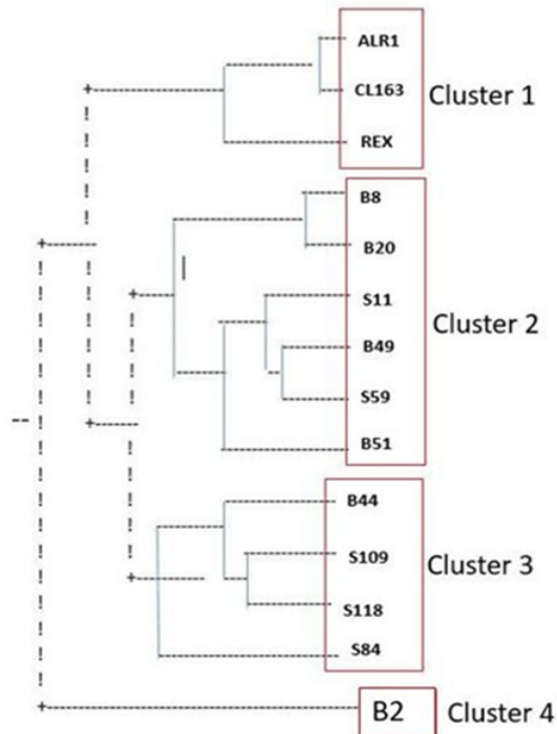 ALR1
CL163
Cluster 1
REX
B8
B20
S11
Cluster 2
B49
S59
B51
B44
S109
Cluster 3
S118
S84
B2
Cluster 4